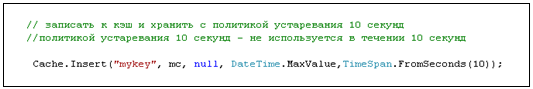 // записать к кэш и хранить с политикой устаревания 10 секунд
//политикой устаревания 10 секунд – не используется в течении 10 секунд
Cache.Insert("mykey", mc, null, DateTime.MaxValue,TimeSpan.FromSeconds(10));